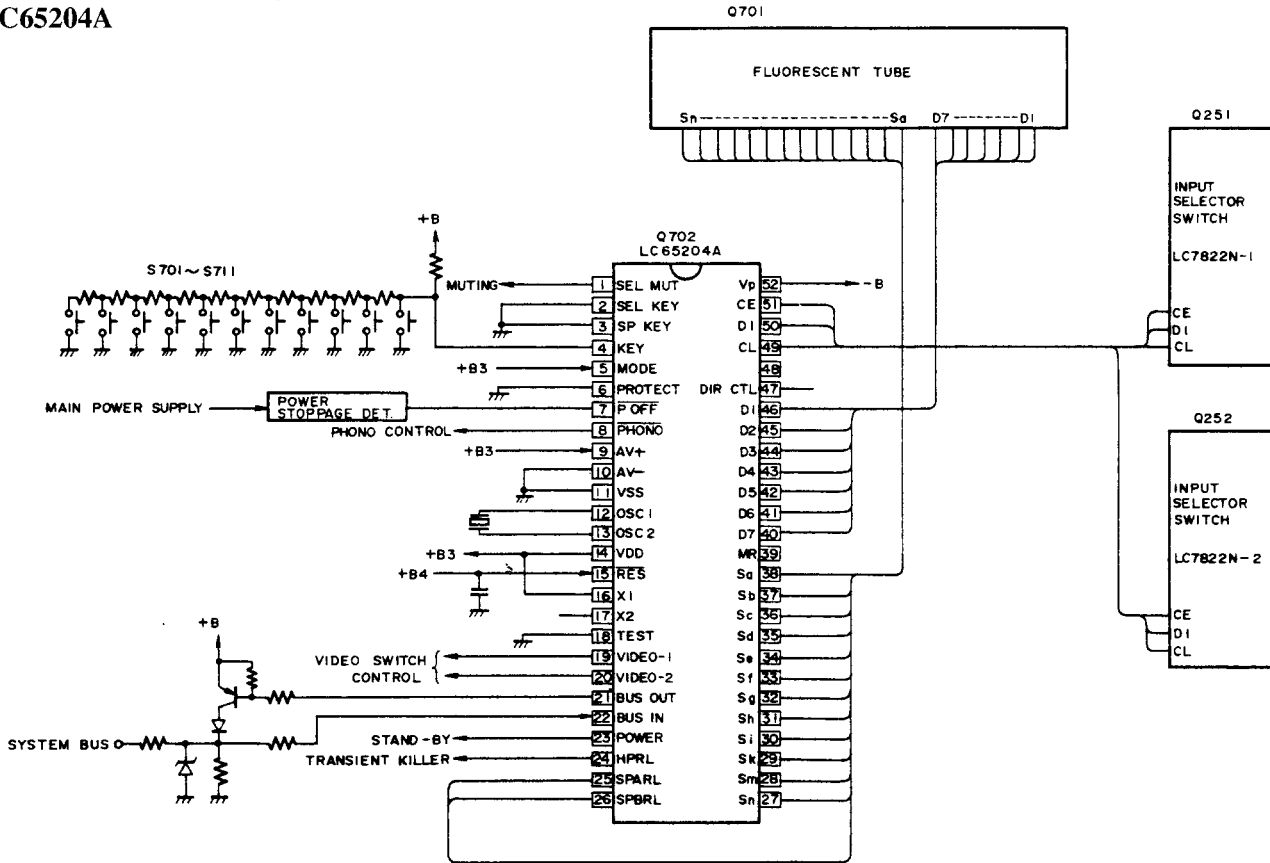 C65204A
Q701
FLUORESCENT TUBE
Sn Sa D7 D1
Q251
INPUT
SELECTOR
SWITCH
LC7822N-1
CE
D1
CL
Q252
INPUT
SELECTOR
SWITCH
LC7822N-2
CE
D1
CL
+B
S701~S711
Q702
LC65204A
MUTING
+B3
MAIN POWER SUPPLY
POWER
STOPPAGE DET.
PHONO CONTROL
+B3
+B3
+B4
+B
VIDEO SWITCH
CONTROL
SYSTEM BUS
STAND-BY
TRANSIENT KILLER
1 SEL MUT
2 SEL KEY
3 SP KEY
4 KEY
5 MODE
6 PROTECT
7 P OFF
8 PHONO
9 AV+
10 AV-
11 VSS
12 OSC1
13 OSC2
14 VDD
15 RES
16 X1
17 X2
18 TEST
19 VIDEO-1
20 VIDEO-2
21 BUS OUT
22 BUS IN
23 POWER
24 HPRL
25 SPARL
26 SPBRL
Vp 52
-B
CE 51
D1 50
CL 49
48
DIR CTL 47
D1 46
D2 45
D3 44
D4 43
D5 42
D6 41
D7 40
MR 39
Sa 38
Sb 37
Sc 36
Sd 35
Se 34
Sf 33
Sg 32
Sh 31
Si 30
Sk 29
Sm 28
Sn 27